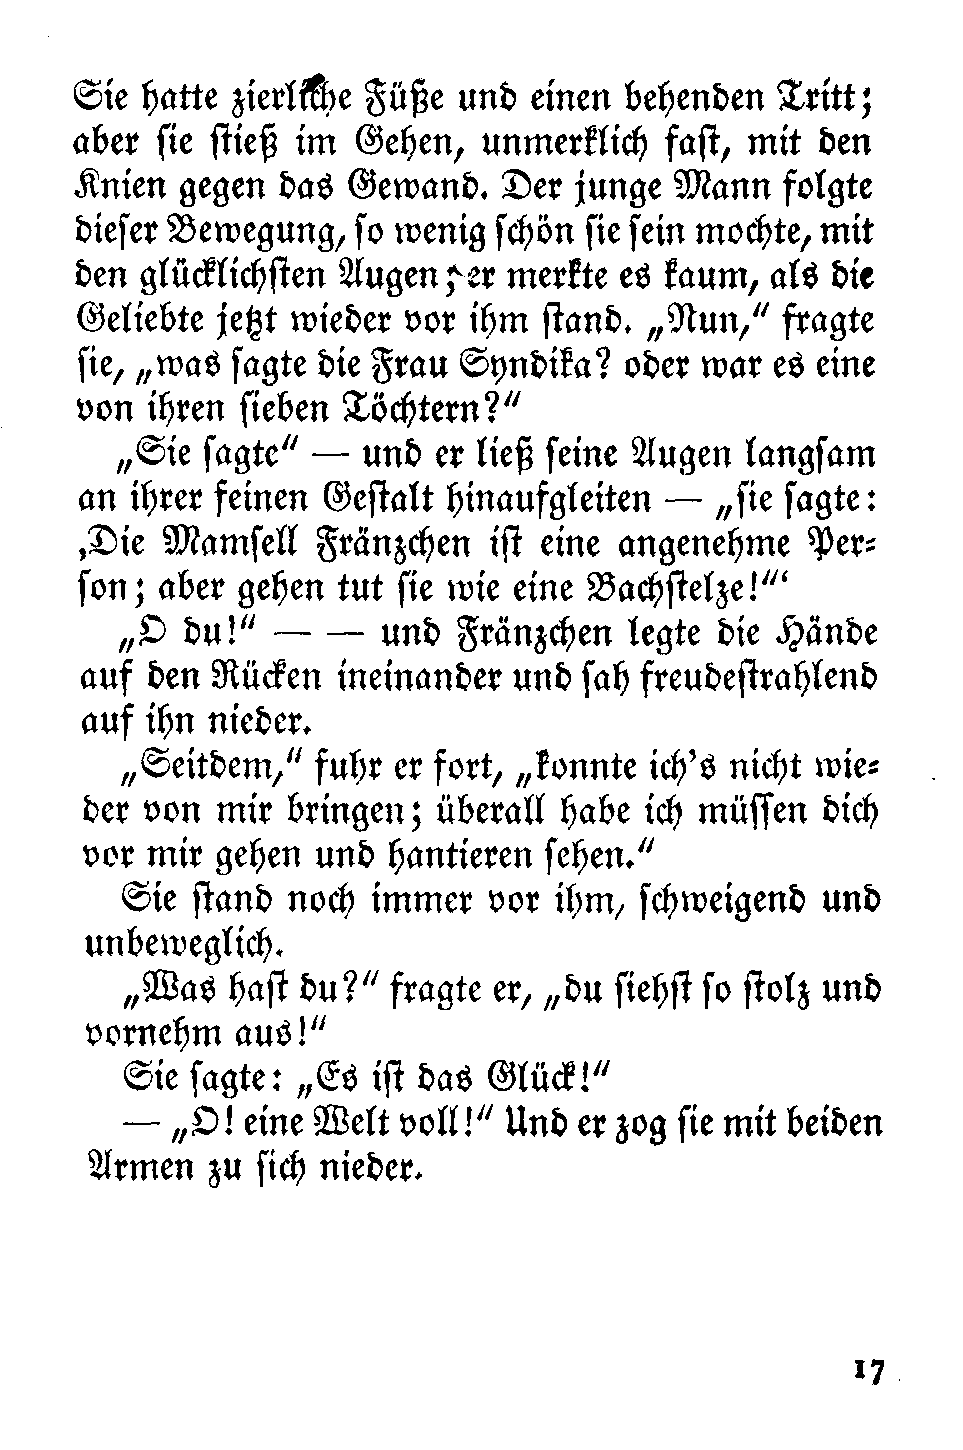 Sie hatte zierliche Füße und einen behenden Tritt;
aber sie stieß im Gehen, unmerklich fast, mit den
Knien gegen das Gewand. Der junge Mann folgte
dieser Bewegung, so wenig schön sie sein mochte, mit
den glücklichsten Augen; er merkte es kaum, als die
Geliebte jetzt wieder vor ihm stand. „Nun,“ fragte
sie, „was sagte die Frau Syndika? oder war es eine
von ihren sieben Töchtern?“
„Sie sagte“ — und er ließ seine Augen langsam
an ihrer feinen Gestalt hinaufgleiten — „sie sagte:
‚Die Mamsell Fränzchen ist eine angenehme Per-
son; aber gehen tut sie wie eine Bachstelze!“‘
„O du!“ — — und Fränzchen legte die Hände
auf den Rücken ineinander und sah freudestrahlend
auf ihn nieder.
„Seitdem,“ fuhr er fort, „konnte ich’s nicht wie-
der von mir bringen; überall habe ich müssen dich
vor mir gehen und hantieren sehen.“
Sie stand noch immer vor ihm, schweigend und
unbeweglich.
„Was hast du?“ fragte er, „du siehst so stolz und
vornehm aus!“
Sie sagte: „Es ist das Glück!“
— „O! eine Welt voll!“ Und er zog sie mit beiden
Armen zu sich nieder.
17